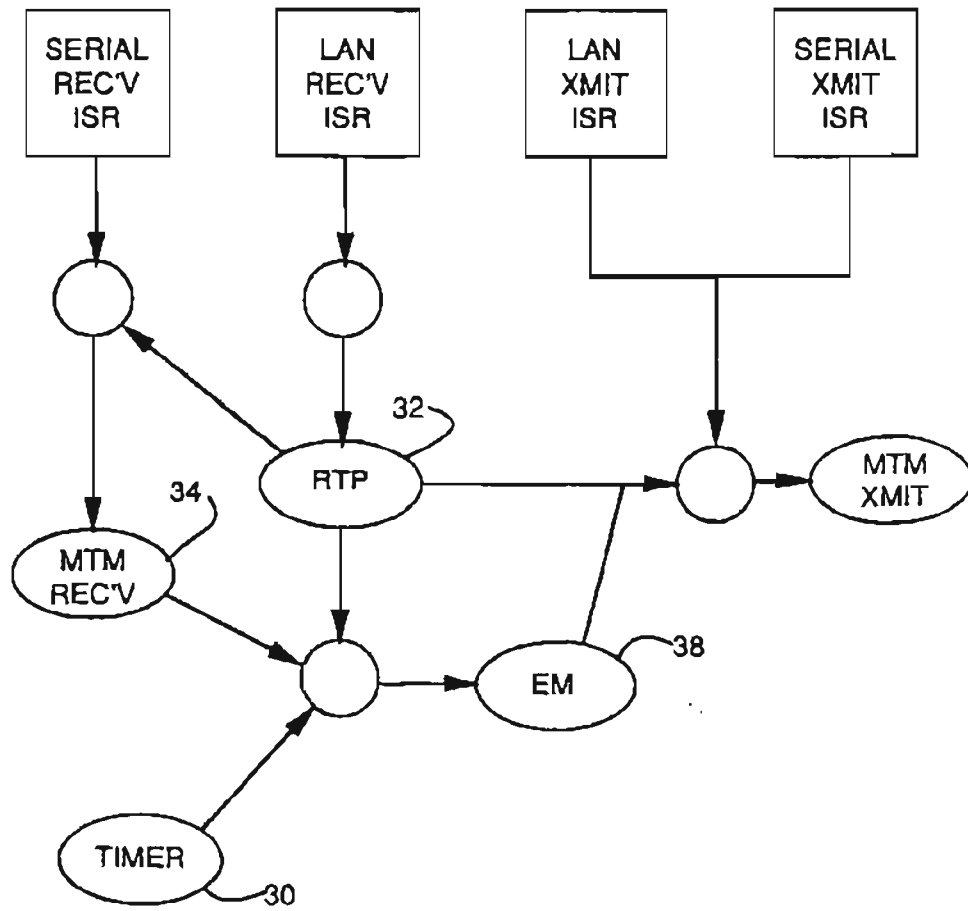 SERIAL
REC'V
ISR
LAN
REC'V
ISR
LAN
XMIT
ISR
SERIAL
XMIT
ISR
32
RTP
34
MTM
REC'V
MTM
XMIT
38
EM
TIMER
30